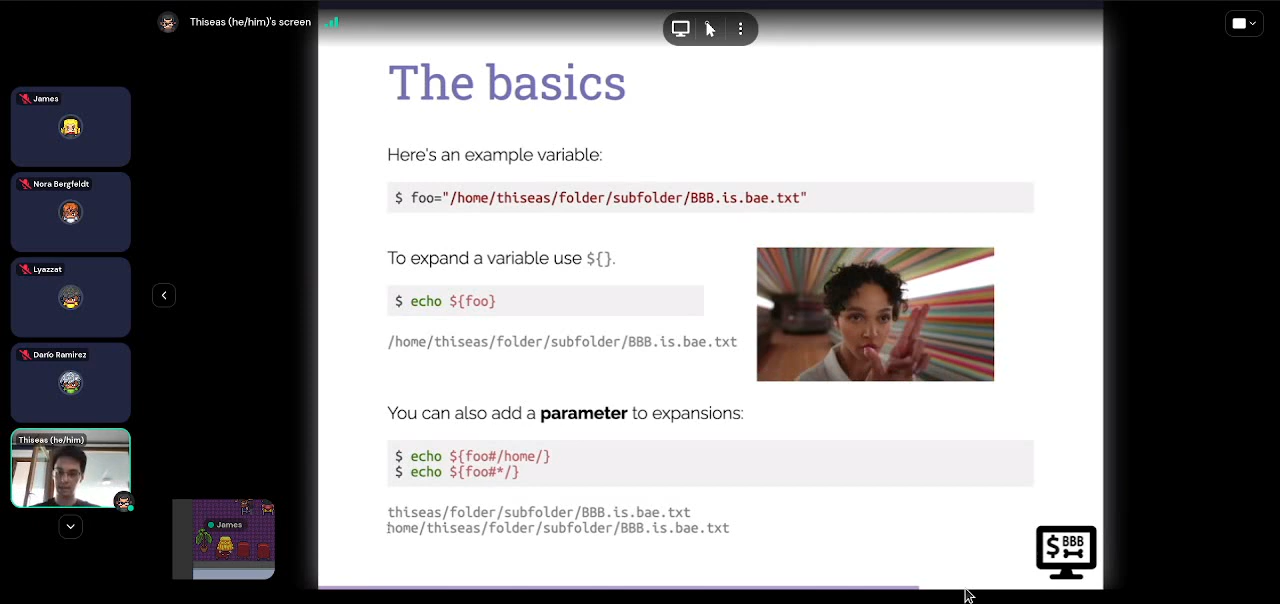 Thiseas (he/him)'s screen
James
Nora Bergfeldt
Lyazzat
Darío Ramirez
Thiseas (he/him)
James
The basics
Here's an example variable:
$ foo="/home/thiseas/folder/subfolder/BBB.is.bae.txt"
To expand a variable use ${}.
$ echo ${foo}
/home/thiseas/folder/subfolder/BBB.is.bae.txt
You can also add a parameter to expansions:
$ echo ${foo#/home/}
$ echo ${foo#*/}
thiseas/folder/subfolder/BBB.is.bae.txt
home/thiseas/folder/subfolder/BBB.is.bae.txt
$ BBB